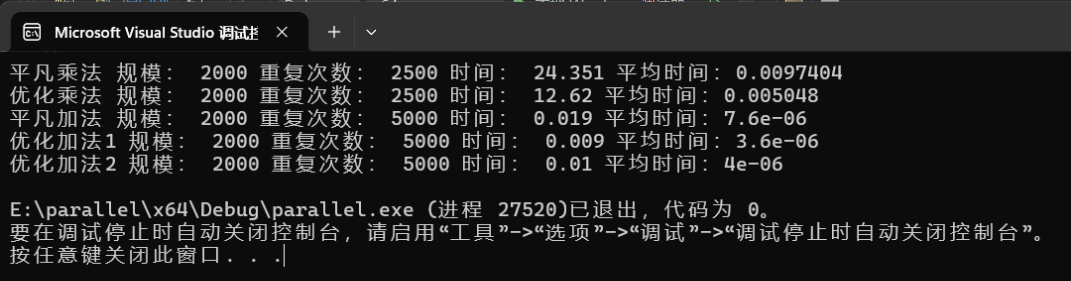 Microsoft Visual Studio 调试控
平凡乘法 规模： 2000 重复次数： 2500 时间： 24.351 平均时间：0.0097404
优化乘法 规模： 2000 重复次数： 2500 时间： 12.62 平均时间：0.005048
平凡加法 规模： 2000 重复次数： 5000 时间： 0.019 平均时间：7.6e-06
优化加法1 规模： 2000 重复次数： 5000 时间： 0.009 平均时间：3.6e-06
优化加法2 规模： 2000 重复次数： 5000 时间： 0.01 平均时间：4e-06
E:\parallel\x64\Debug\parallel.exe (进程 27520)已退出，代码为 0。
要在调试停止时自动关闭控制台，请启用“工具”->“选项”->“调试”->“调试停止时自动关闭控制台”。
按任意键关闭此窗口. . .